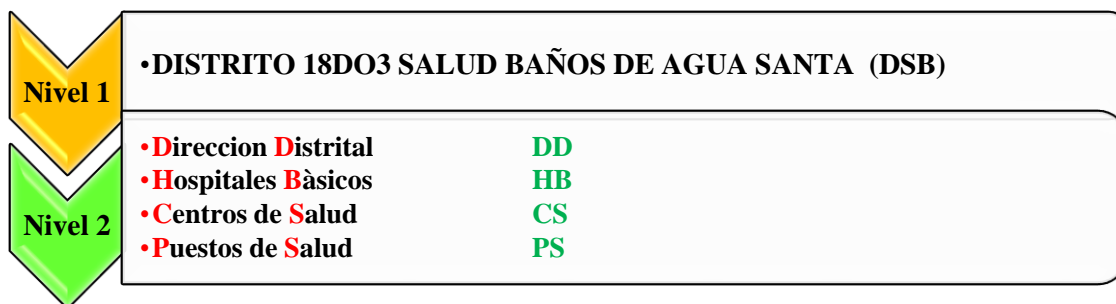 Nivel 1
•DISTRITO 18DO3 SALUD BAÑOS DE AGUA SANTA (DSB)
Nivel 2
•Direccion Distrital DD
•Hospitales Bàsicos HB
•Centros de Salud CS
•Puestos de Salud PS